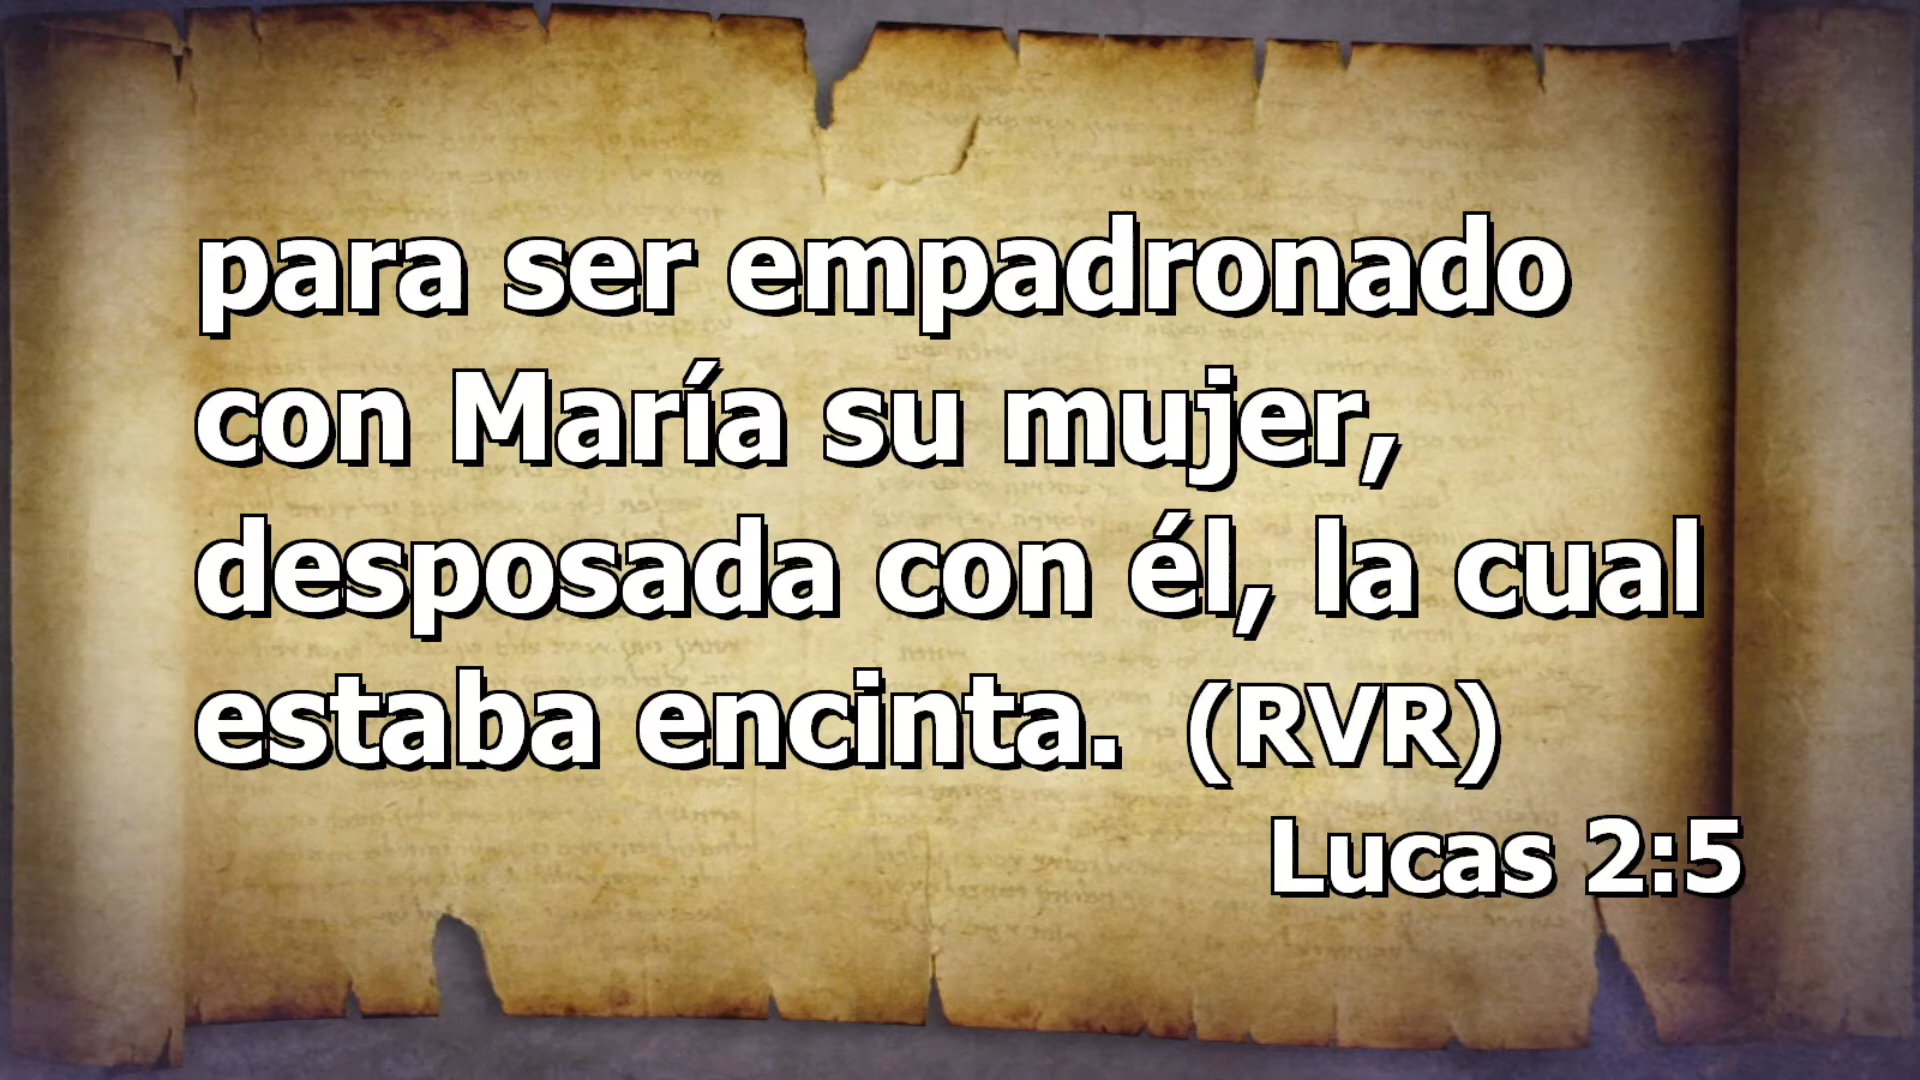 para ser empadronado
con María su mujer,
desposada con él, la cual
estaba encinta. (RVR)
Lucas 2:5